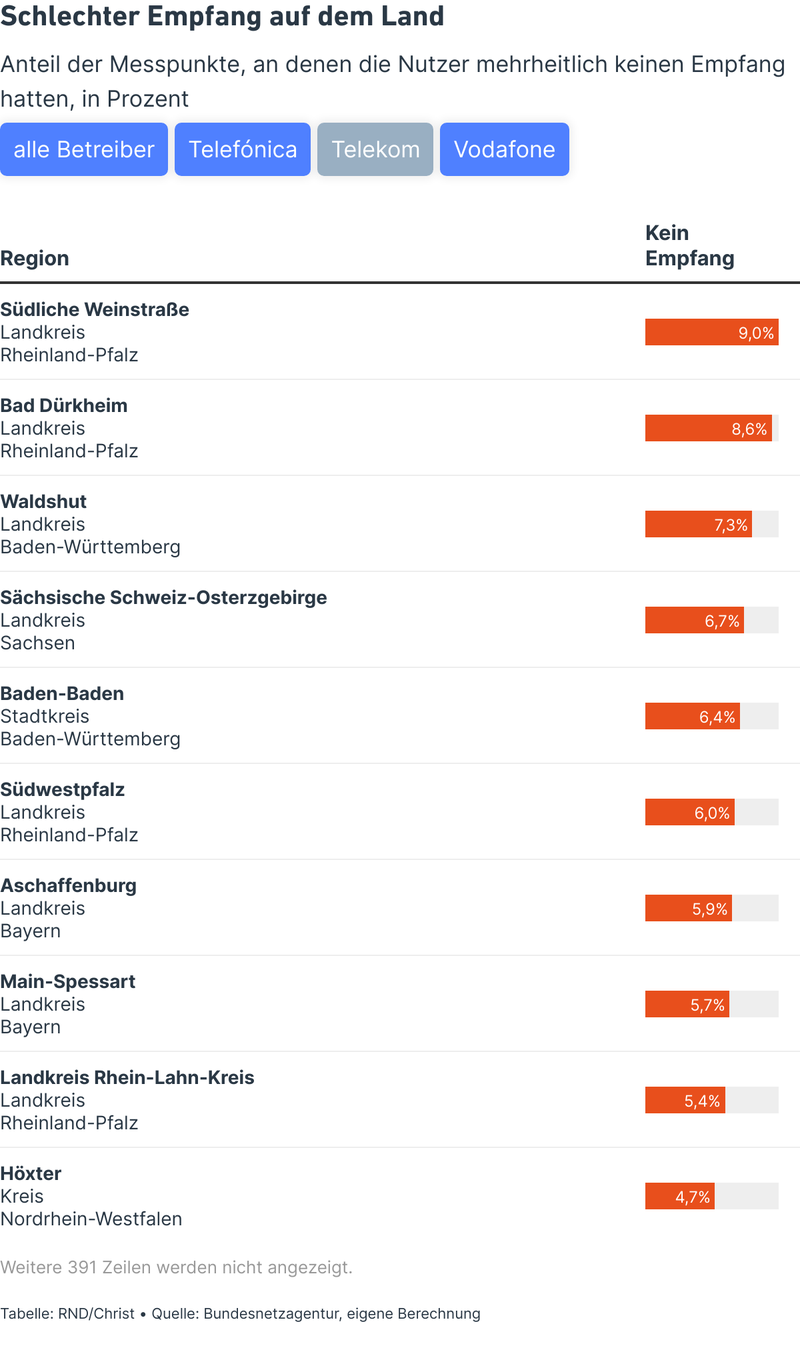 Schlechter Empfang auf dem Land
Anteil der Messpunkte, an denen die Nutzer mehrheitlich keinen Empfang
hatten, in Prozent
alle Betreiber Telefónica Telekom Vodafone
Region Kein
Empfang
Südliche Weinstraße
Landkreis 9,0%
Rheinland-Pfalz
Bad Dürkheim
Landkreis 8,6%
Rheinland-Pfalz
Waldshut
Landkreis 7,3%
Baden-Württemberg
Sächsische Schweiz-Osterzgebirge
Landkreis 6,7%
Sachsen
Baden-Baden
Stadtkreis 6,4%
Baden-Württemberg
Südwestpfalz
Landkreis 6,0%
Rheinland-Pfalz
Aschaffenburg
Landkreis 5,9%
Bayern
Main-Spessart
Landkreis 5,7%
Bayern
Landkreis Rhein-Lahn-Kreis
Landkreis 5,4%
Rheinland-Pfalz
Höxter
Kreis 4,7%
Nordrhein-Westfalen
Weitere 391 Zeilen werden nicht angezeigt.
Tabelle: RND/Christ • Quelle: Bundesnetzagentur, eigene Berechnung